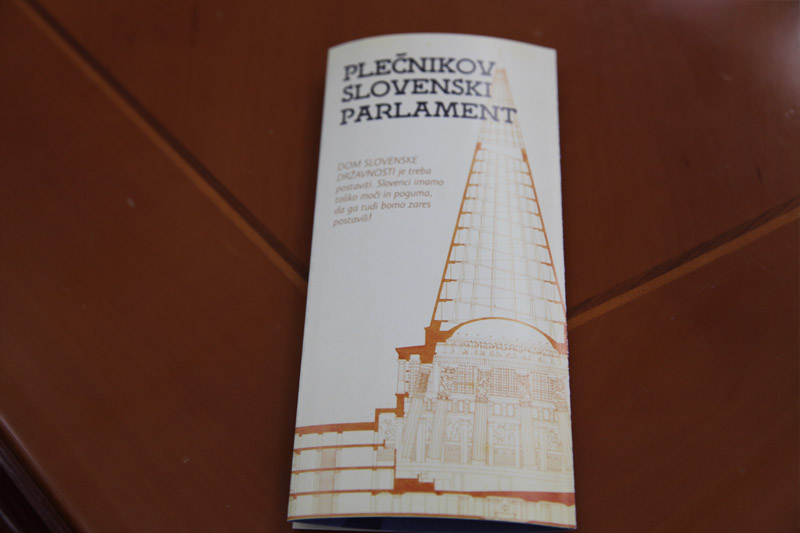 PLEČNIKOV
SLOVENSKI
PARLAMENT
DOM SLOVENSKE
DRŽAVNOSTI je treba
postaviti. Slovenci imamo
toliko moči in poguma,
da ga tudi bomo zares
postavili!